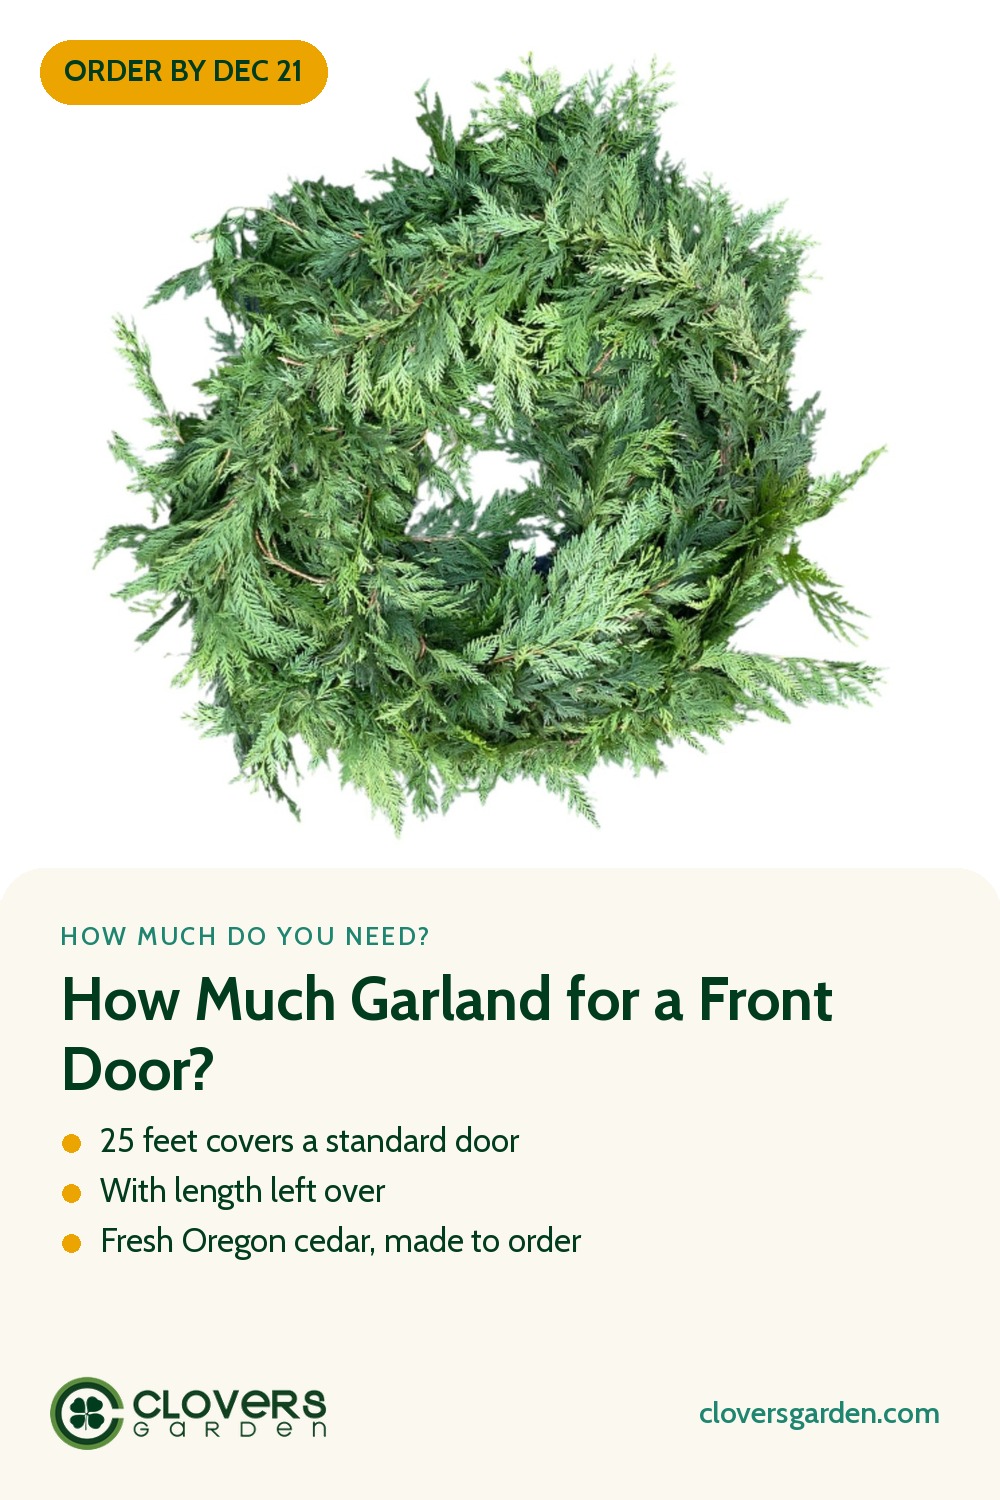 ORDER BY DEC 21
HOW MUCH DO YOU NEED?
How Much Garland for a Front
Door?
25 feet covers a standard door
With length left over
Fresh Oregon cedar, made to order
CLOVERS
GARDEN
cloversgarden.com